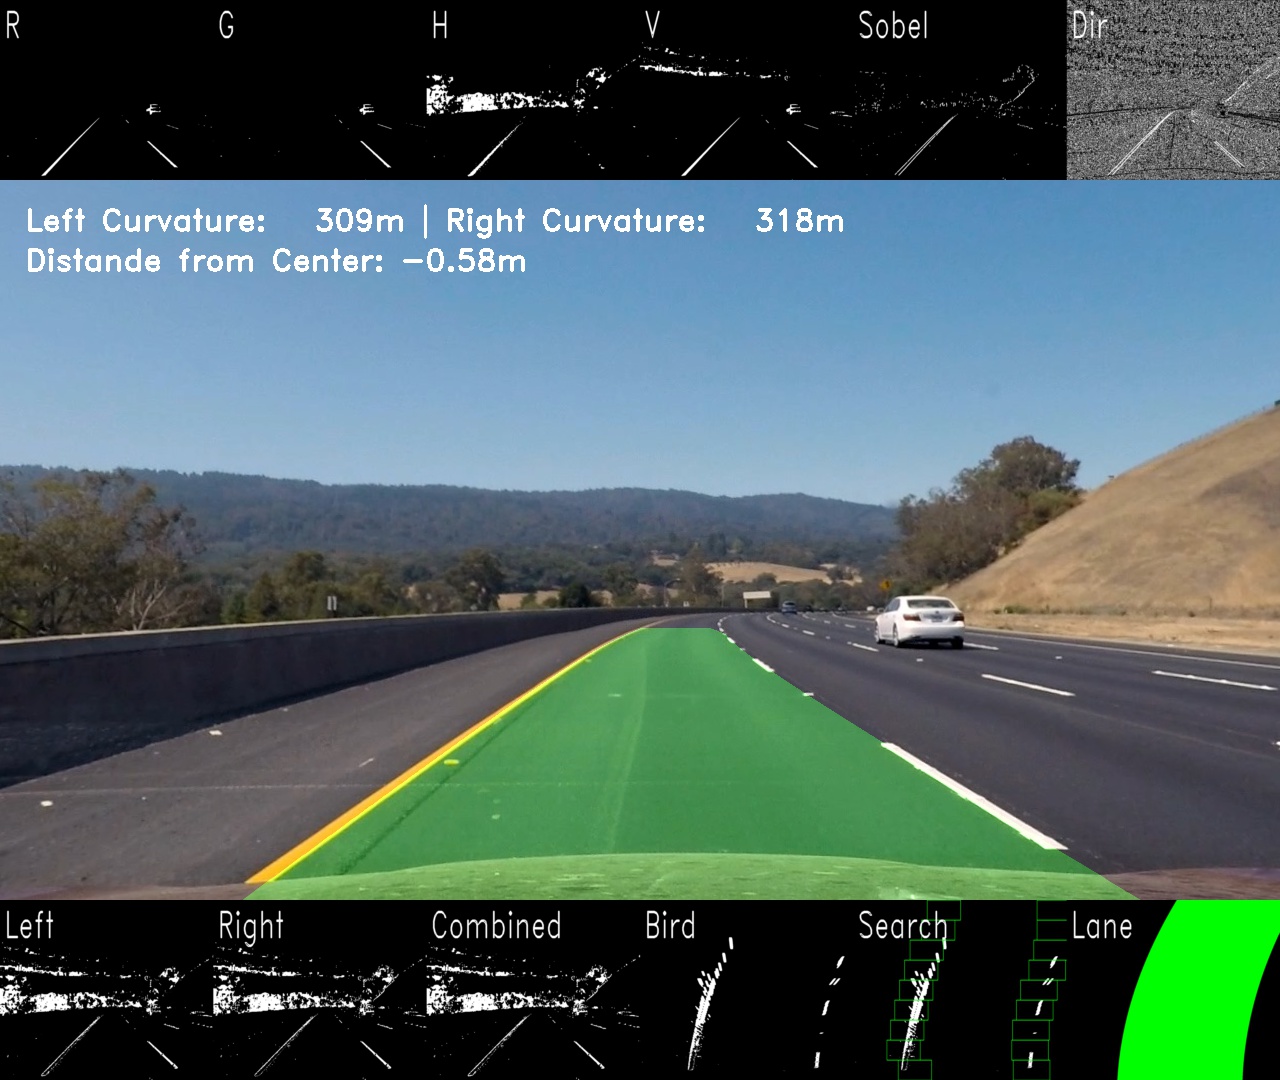 R G H V Sobel Dir
Left Curvature: 309m | Right Curvature: 318m
Distande from Center: -0.58m
Left Right Combined Bird Search Lane